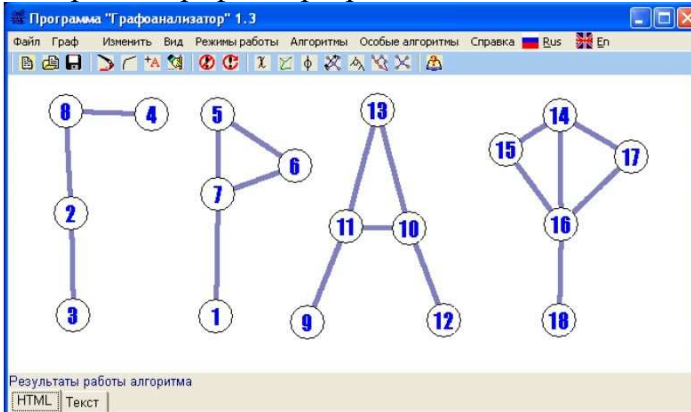 Программа "Графоанализатор" 1.3
Файл Граф Изменить Вид Режимы работы Алгоритмы Особые алгоритмы Справка Rus En
8 4 5 13 14
15 17
6
7
2 11 10 16
3 1 9 12 18
Результаты работы алгоритма
HTML Текст